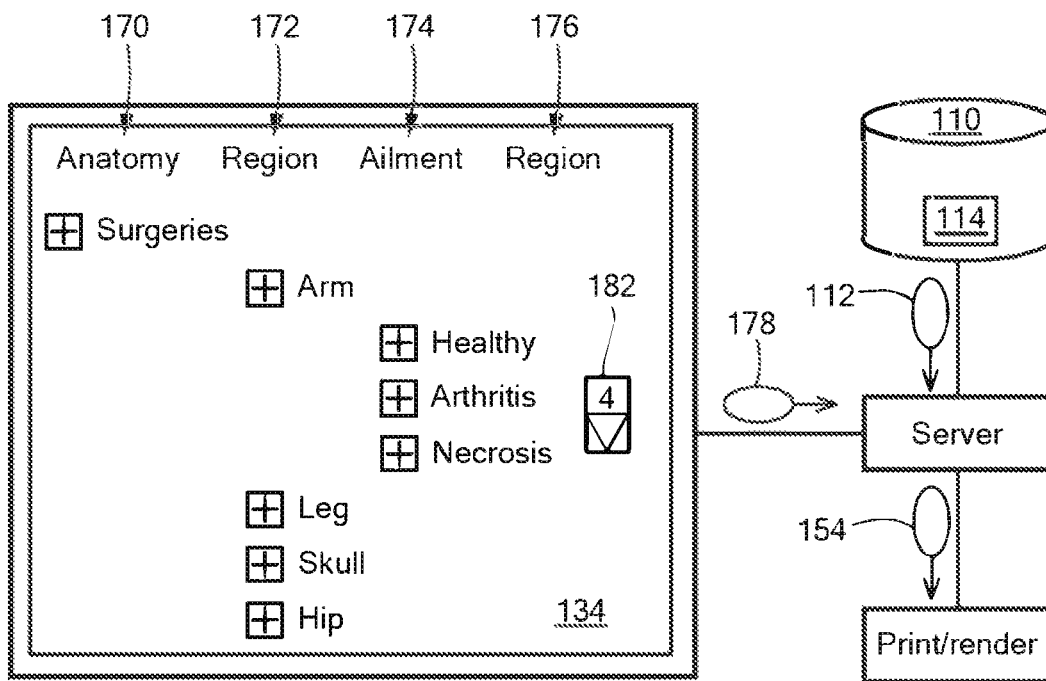 170 172 174 176
Anatomy Region Ailment Region
110
114
Surgeries
Arm
182
112
178
Healthy
Arthritis
4
Necrosis
Server
Leg
154
Skull
Hip
134
Print/render